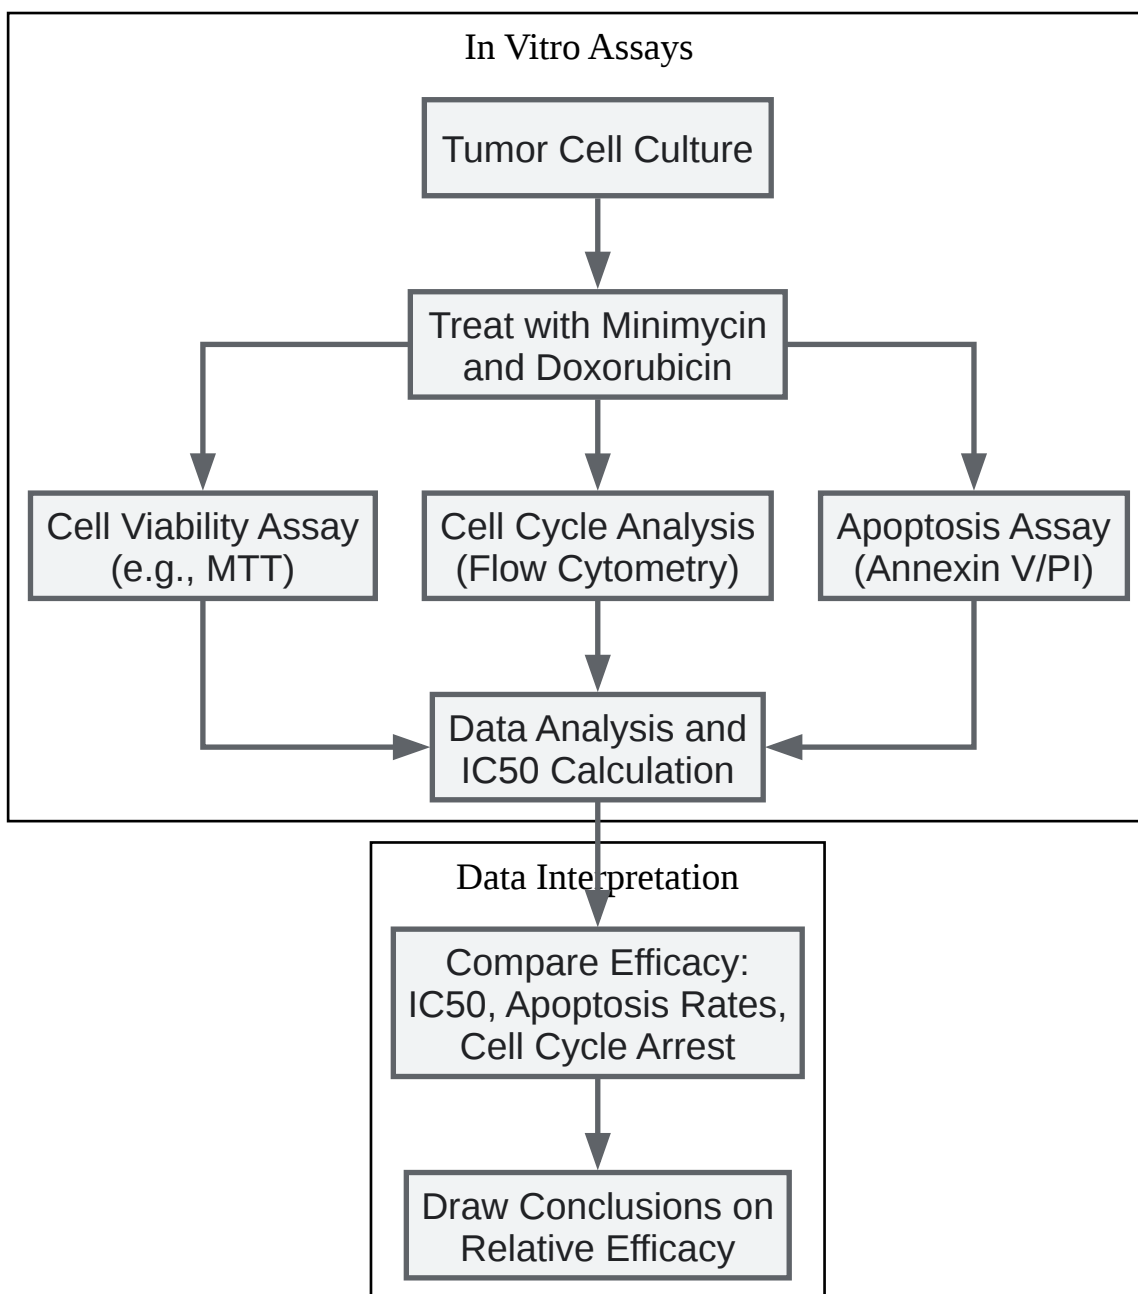 In Vitro Assays
Tumor Cell Culture
Treat with Minimycin
and Doxorubicin
Cell Viability Assay
(e.g., MTT)
Cell Cycle Analysis
(Flow Cytometry)
Apoptosis Assay
(Annexin V/PI)
Data Analysis and
IC50 Calculation
Data Interpretation
Compare Efficacy:
IC50, Apoptosis Rates,
Cell Cycle Arrest
Draw Conclusions on
Relative Efficacy